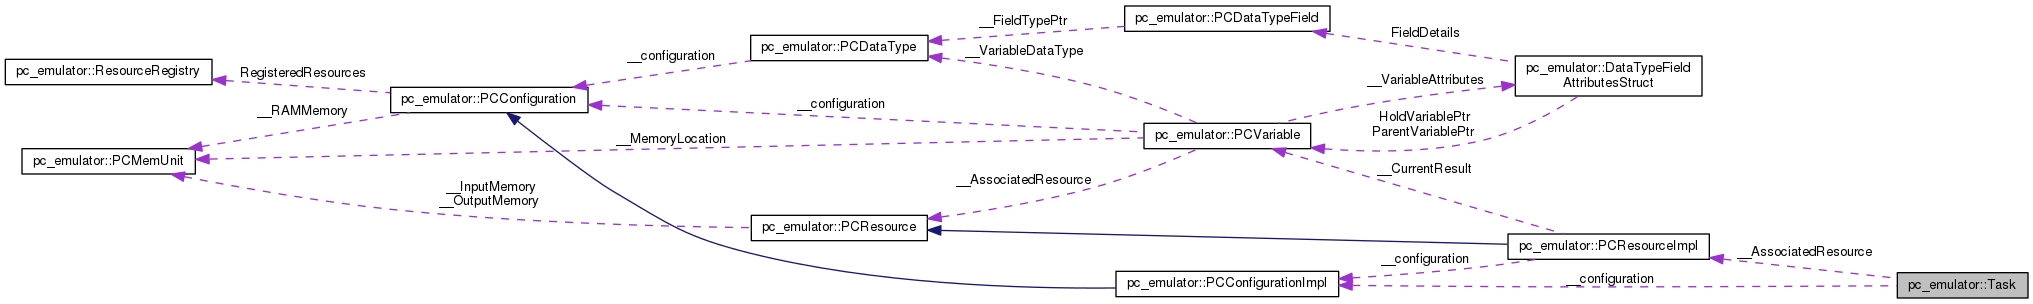 pc_emulator::PCDataTypeField
__FieldTypePtr
FieldDetails
pc_emulator::PCDataType
__VariableDataType
__configuration
pc_emulator::ResourceRegistry
RegisteredResources
pc_emulator::DataTypeField
AttributesStruct
__VariableAttributes
pc_emulator::PCConfiguration
__configuration
__RAMMemory
HoldVariablePtr
ParentVariablePtr
pc_emulator::PCVariable
__MemoryLocation
pc_emulator::PCMemUnit
__CurrentResult
__AssociatedResource
__InputMemory
__OutputMemory
pc_emulator::PCResource
pc_emulator::PCResourceImpl
__AssociatedResource
__configuration
__configuration
pc_emulator::PCConfigurationImpl
pc_emulator::Task